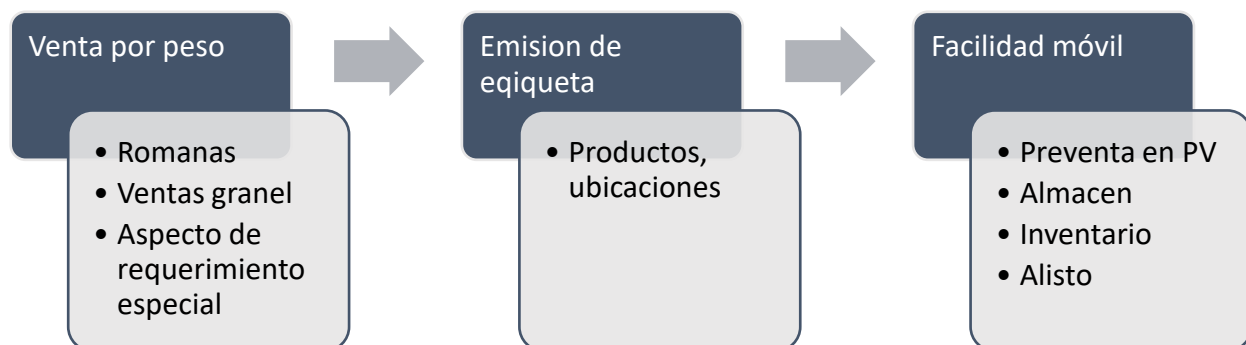 Venta por peso
• Romanas
• Ventas granel
• Aspecto de
requerimiento
especial
Emision de
eqiqueta
• Productos,
ubicaciones
Facilidad móvil
• Preventa en PV
• Almacen
• Inventario
• Alisto